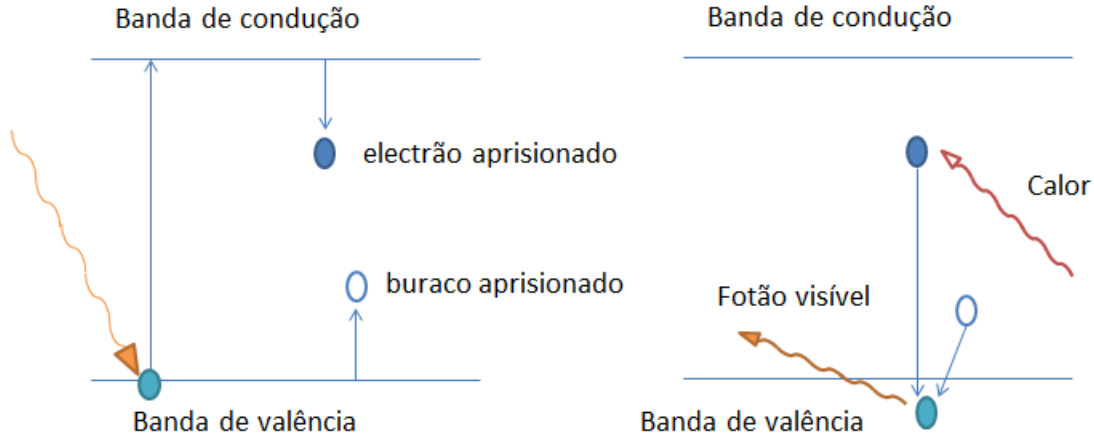 Banda de condução
electrão aprisionado
buraco aprisionado
Banda de valência
Banda de condução
Calor
Fotão visível
Banda de valência